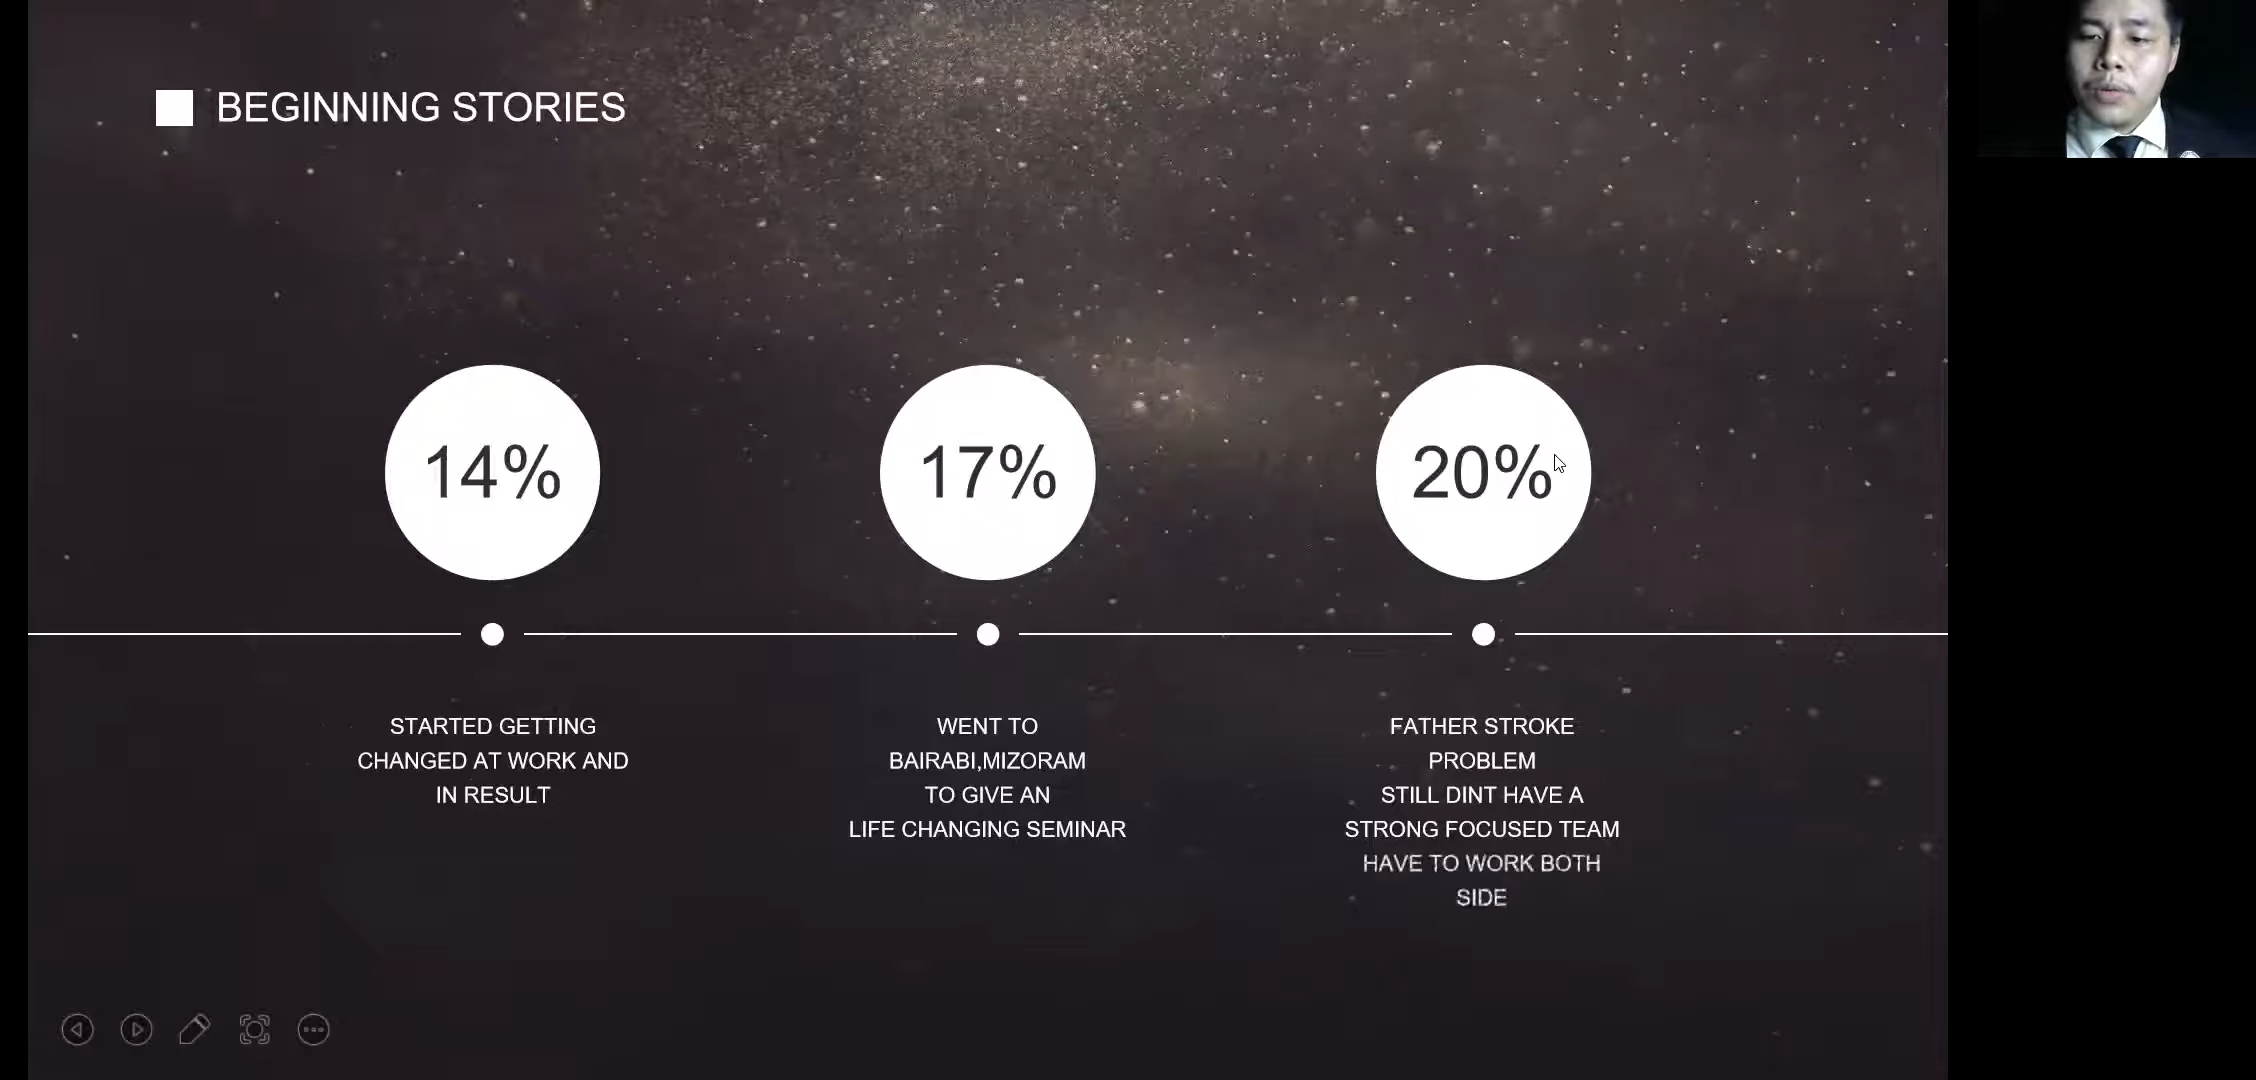 BEGINNING STORIES
14%
17%
20%
STARTED GETTING
CHANGED AT WORK AND
IN RESULT
WENT TO
BAIRABI,MIZORAM
TO GIVE AN
LIFE CHANGING SEMINAR
FATHER STROKE
PROBLEM
STILL DINT HAVE A
STRONG FOCUSED TEAM
HAVE TO WORK BOTH
SIDE